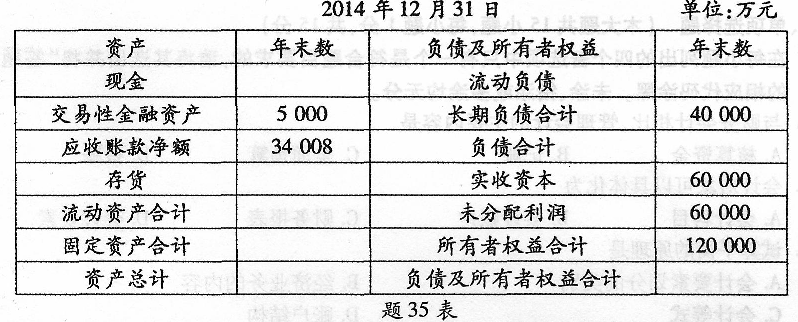 2014 年 12 月 31 日 单位:万元
资产 年末数 负债及所有者权益 年末数
现金 流动负债
交易性金融资产 5 000 长期负债合计 40 000
应收账款净额 34 008 负债合计
存货 实收资本 60 000
流动资产合计 未分配利润 60 000
固定资产合计 所有者权益合计 120 000
资产总计 负债及所有者权益合计
题 35 表